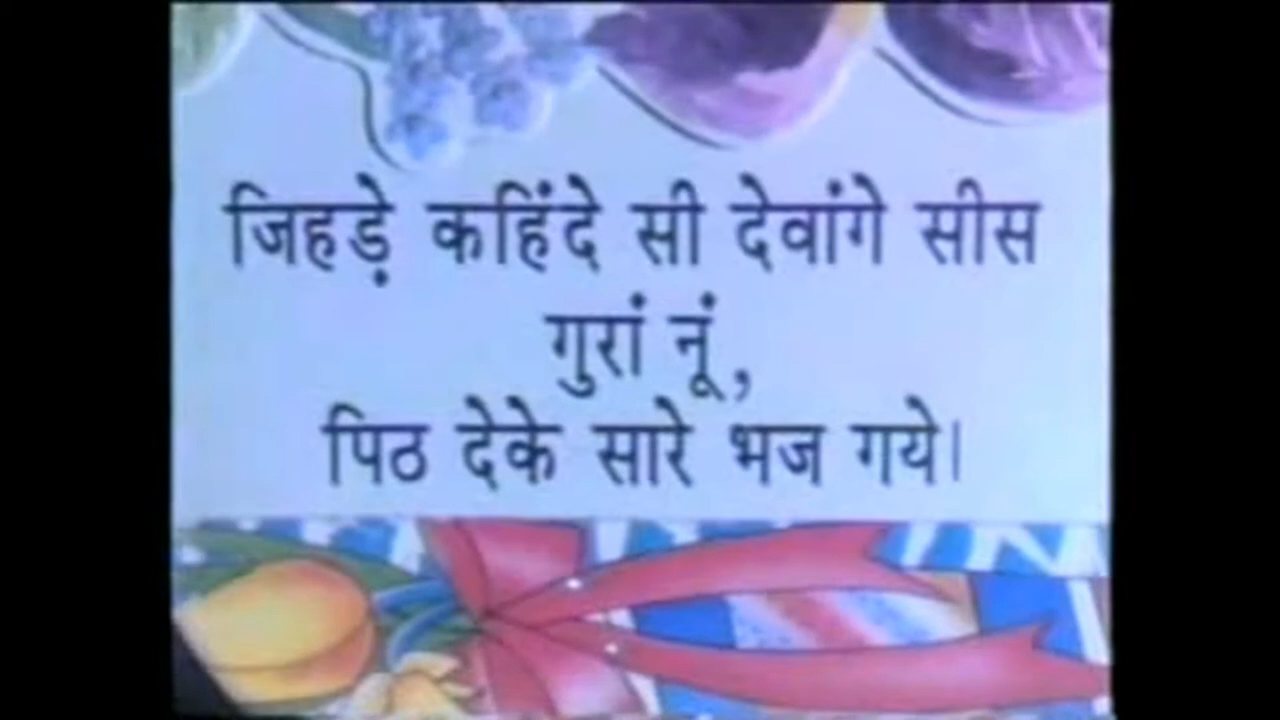 जिहड़े कहिंदे सी देवांगे सीस
गुरां नूं,
पिठ देके सारे भज गये।